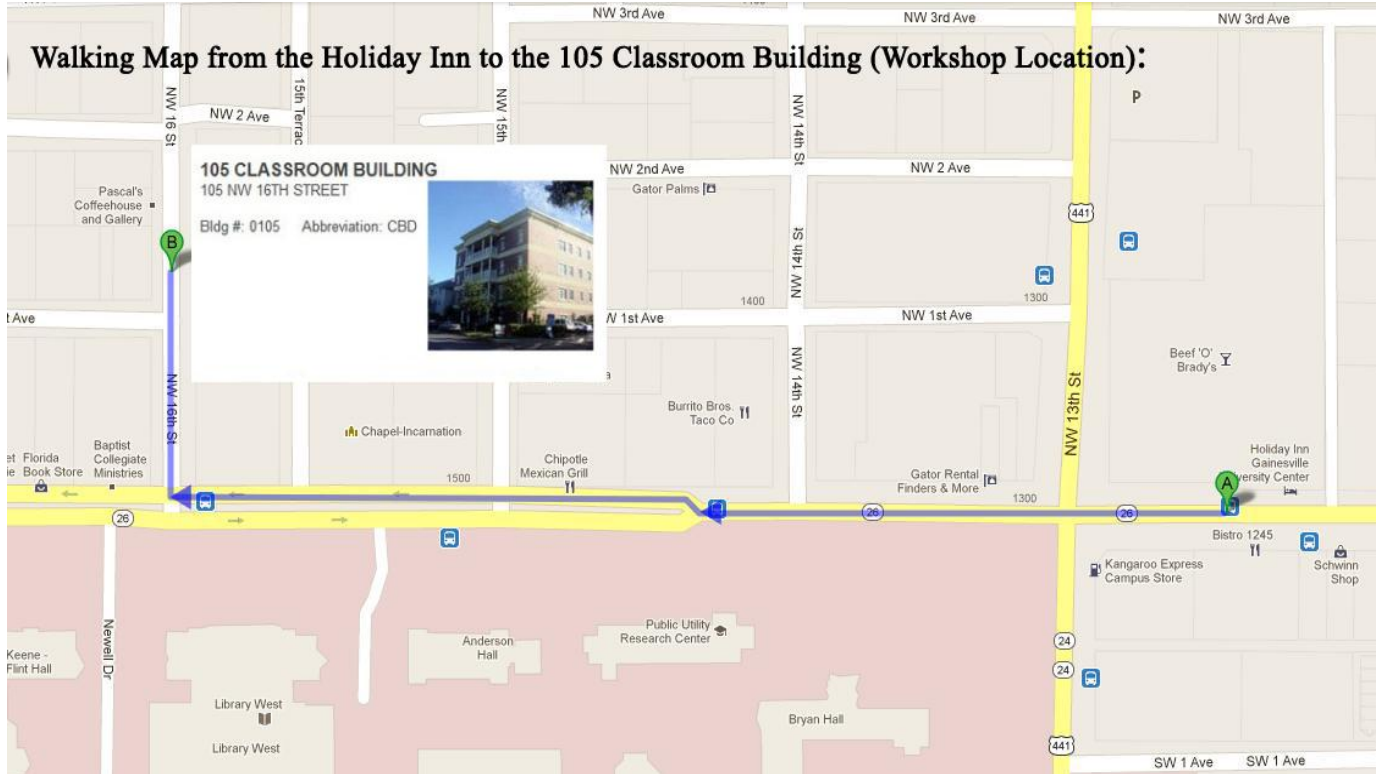 NW 3rd Ave
NW 3rd Ave
NW 3rd Ave
Walking Map from the Holiday Inn to the 105 Classroom Building (Workshop Location):
P
NW 16 St
NW 2 Ave
15th Terrac
NW 15th
NW 14th St
105 CLASSROOM BUILDING
105 NW 16TH STREET
Bldg #: 0105 Abbreviation: CBD
NW 2nd Ave
NW 2 Ave
Gator Palms
Pascal's
Coffeehouse
and Gallery
441
B
NW 14th St
1400
1300
t Ave
W 1st Ave
NW 1st Ave
Beef 'O'
Brady's
NW 14th St
NW 13th St
NW 16th St
a
Burrito Bros.
Taco Co
Chapel-Incarnation
Baptist
Collegiate
Ministries
et Florida
ie Book Store
Chipotle
Mexican Grill
1500
Gator Rental
Finders & More
1300
Holiday Inn
Gainesville
versity Center
A
26
26
26
Bistro 1245
Kangaroo Express
Campus Store
Schwinn
Shop
Newell Dr
Keene -
Flint Hall
Anderson
Hall
Public Utility
Research Center
24
24
Library West
Library West
Bryan Hall
441
SW 1 Ave
SW 1 Ave